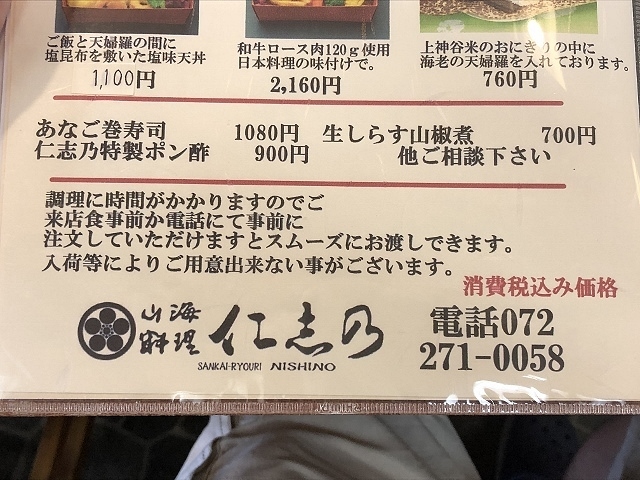 ご飯と天婦羅の間に
塩昆布を敷いた塩味天丼
1,100円
和牛ロース肉120g使用
日本料理の味付けで。
2,160円
上神谷米のおにぎりの中に
海老の天婦羅を入れております。
760円
あなご巻寿司 1080円 生しらす山椒煮 700円
仁志乃特製ポン酢 900円 他ご相談下さい
調理に時間がかかりますのでご
来店食事前か電話にて事前に
注文していただけますとスムーズにお渡しできます。
入荷等によりご用意出来ない事がございます。
消費税込み価格
山海
料理
仁志乃
SANKAI-RYOURI NISHINO
電話072
271-0058